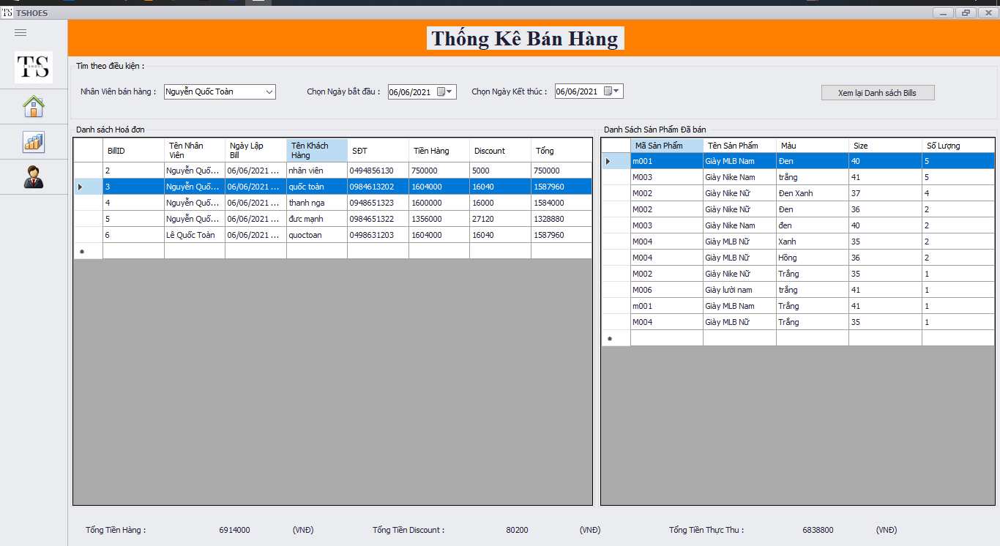 TSHOES
TS
Thống Kê Bán Hàng
Tìm theo điều kiện :
Nhân Viên bán hàng : Nguyễn Quốc Toàn Chọn Ngày bắt đầu : 06/06/2021 Chọn Ngày Kết thúc : 06/06/2021 Xem lại Danh sách Bills
Danh sách Hoá đơn
BillID Tên Nhân Viên Ngày Lập Bill Tên Khách Hàng SĐT Tiền Hàng Discount Tổng
2 Nguyễn Quố... 06/06/2021 ... nhân viên 0494856130 750000 5000 750000
3 Nguyễn Quố... 06/06/2021 ... quốc toàn 0984613202 1604000 16040 1587960
4 Nguyễn Quố... 06/06/2021 ... thanh nga 0948651323 1600000 16000 1584000
5 Nguyễn Quố... 06/06/2021 ... đưc mạnh 0984651322 1356000 27120 1328880
6 Lê Quốc Toàn 06/06/2021 ... quoctoan 0498631203 1604000 16040 1587960
Danh Sách Sản Phẩm Đã bán
Mã Sản Phẩm Tên Sản Phẩm Màu Size Số Lượng
m001 Giày MLB Nam Đen 40 5
M003 Giày Nike Nam trắng 41 5
M002 Giày Nike Nữ Đen Xanh 37 4
M002 Giày Nike Nữ Đen 36 2
M003 Giày Nike Nam đen 40 2
M004 Giày MLB Nữ Xanh 35 2
M004 Giày MLB Nữ Hồng 36 2
M002 Giày Nike Nữ Trắng 35 1
M006 Giày lười nam trắng 41 1
m001 Giày MLB Nam Trắng 41 1
M004 Giày MLB Nữ Trắng 35 1
Tổng Tiền Hàng : 6914000 (VNĐ) Tổng Tiền Discount : 80200 (VNĐ) Tổng Tiền Thực Thu : 6838800 (VNĐ)